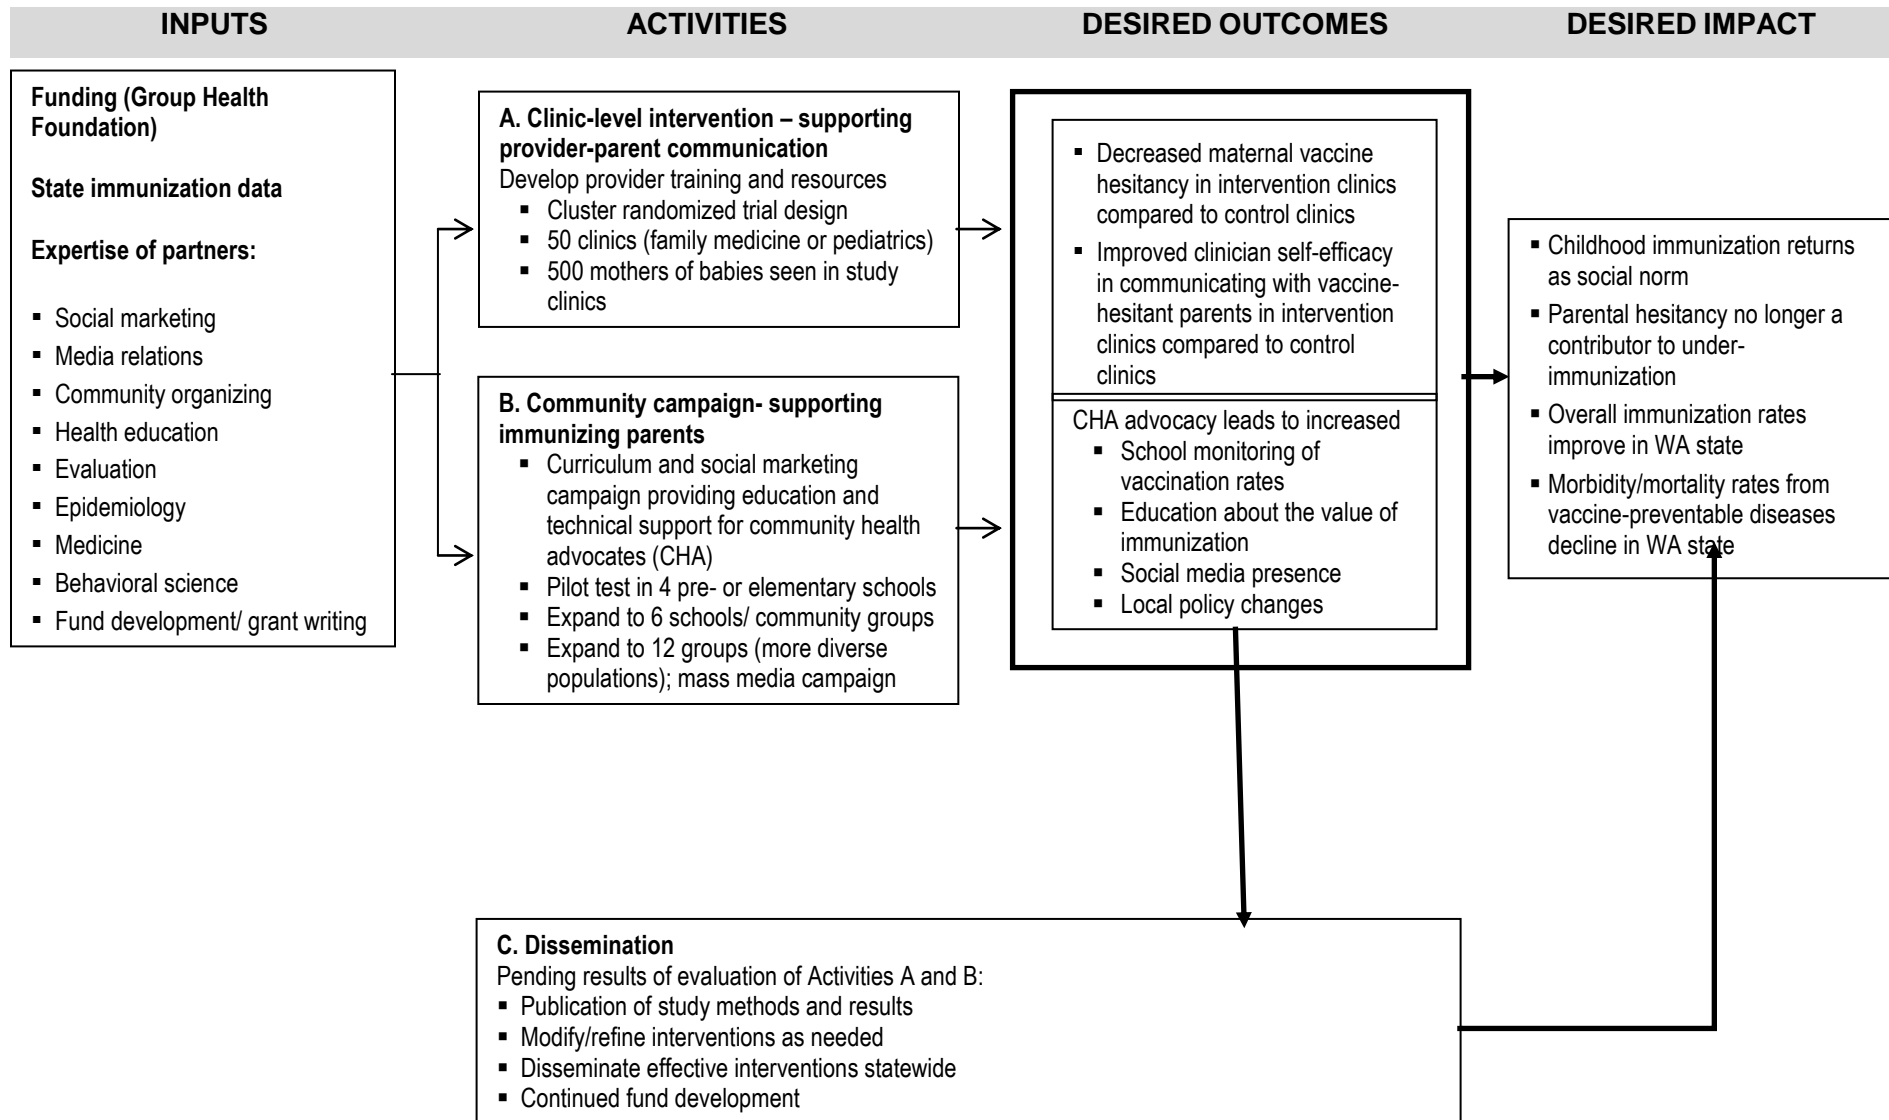 INPUTS
ACTIVITIES
DESIRED OUTCOMES
DESIRED IMPACT
Funding (Group Health
Foundation)
State immunization data
Expertise of partners:
▪ Social marketing
▪ Media relations
▪ Community organizing
▪ Health education
▪ Evaluation
▪ Epidemiology
▪ Medicine
▪ Behavioral science
▪ Fund development/ grant writing
A. Clinic-level intervention – supporting
provider-parent communication
Develop provider training and resources
▪ Cluster randomized trial design
▪ 50 clinics (family medicine or pediatrics)
▪ 500 mothers of babies seen in study
clinics
B. Community campaign- supporting
immunizing parents
▪ Curriculum and social marketing
campaign providing education and
technical support for community health
advocates (CHA)
▪ Pilot test in 4 pre- or elementary schools
▪ Expand to 6 schools/ community groups
▪ Expand to 12 groups (more diverse
populations); mass media campaign
▪ Decreased maternal vaccine
hesitancy in intervention clinics
compared to control clinics
▪ Improved clinician self-efficacy
in communicating with vaccine-
hesitant parents in intervention
clinics compared to control
clinics
CHA advocacy leads to increased
▪ School monitoring of
vaccination rates
▪ Education about the value of
immunization
▪ Social media presence
▪ Local policy changes
▪ Childhood immunization returns
as social norm
▪ Parental hesitancy no longer a
contributor to under-
immunization
▪ Overall immunization rates
improve in WA state
▪ Morbidity/mortality rates from
vaccine-preventable diseases
decline in WA state
C. Dissemination
Pending results of evaluation of Activities A and B:
▪ Publication of study methods and results
▪ Modify/refine interventions as needed
▪ Disseminate effective interventions statewide
▪ Continued fund development